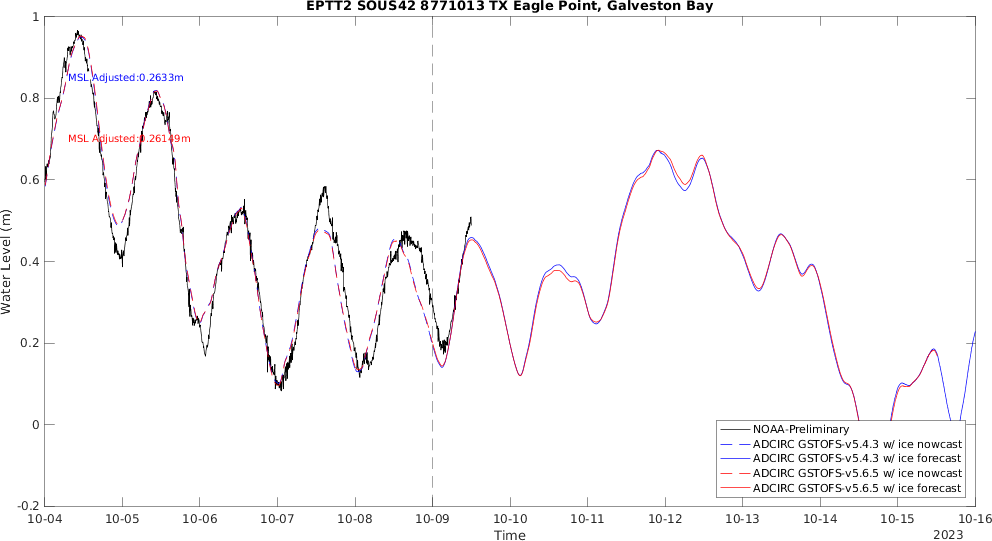 EPTT2 SOUS42 8771013 TX Eagle Point, Galveston Bay
1
0.8
0.6
0.4
0.2
0
-0.2
Water Level (m)
MSL Adjusted:0.2633m
MSL Adjusted:0.26149m
NOAA-Preliminary
ADCIRC GSTOFS-v5.4.3 w/ ice nowcast
ADCIRC GSTOFS-v5.4.3 w/ ice forecast
ADCIRC GSTOFS-v5.6.5 w/ ice nowcast
ADCIRC GSTOFS-v5.6.5 w/ ice forecast
10-04 10-05 10-06 10-07 10-08 10-09 10-10 10-11 10-12 10-13 10-14 10-15 10-16
Time
2023